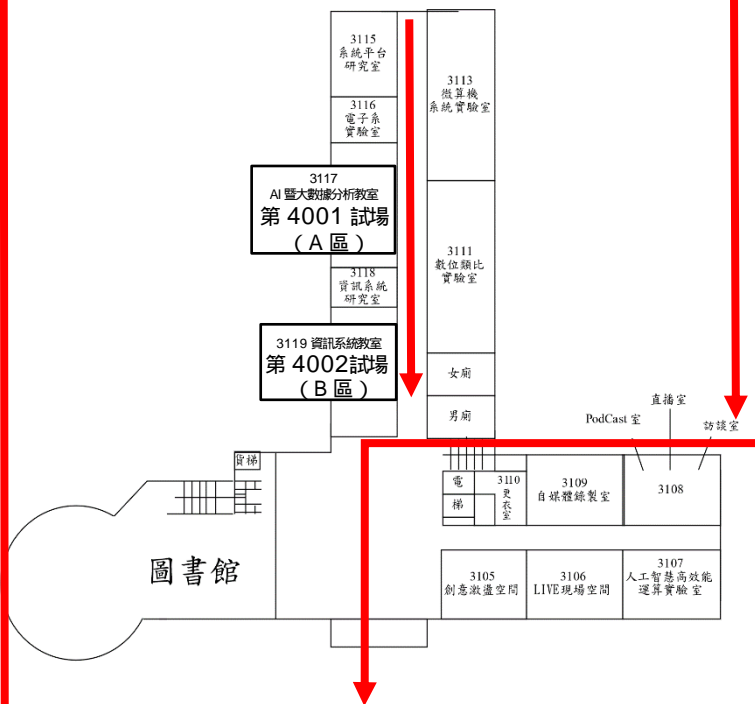 3115
系統平台
研究室
3116
電子系
實驗室
3117
AI 暨大數據分析教室
第 4001 試場
（A 區）
3118
資訊系統
研究室
3119 資訊系統教室
第 4002試場
（B 區）
3113
微算機
系統實驗室
3111
數位類比
實驗室
女廁
男廁
貨梯
圖書館
電
梯
3110
更
衣
室
3109
自媒體錄製室
PodCast 室
直播室
訪談室
3108
3105
創意激盪空間
3106
LIVE現場空間
3107
人工智慧高效能
運算實驗室